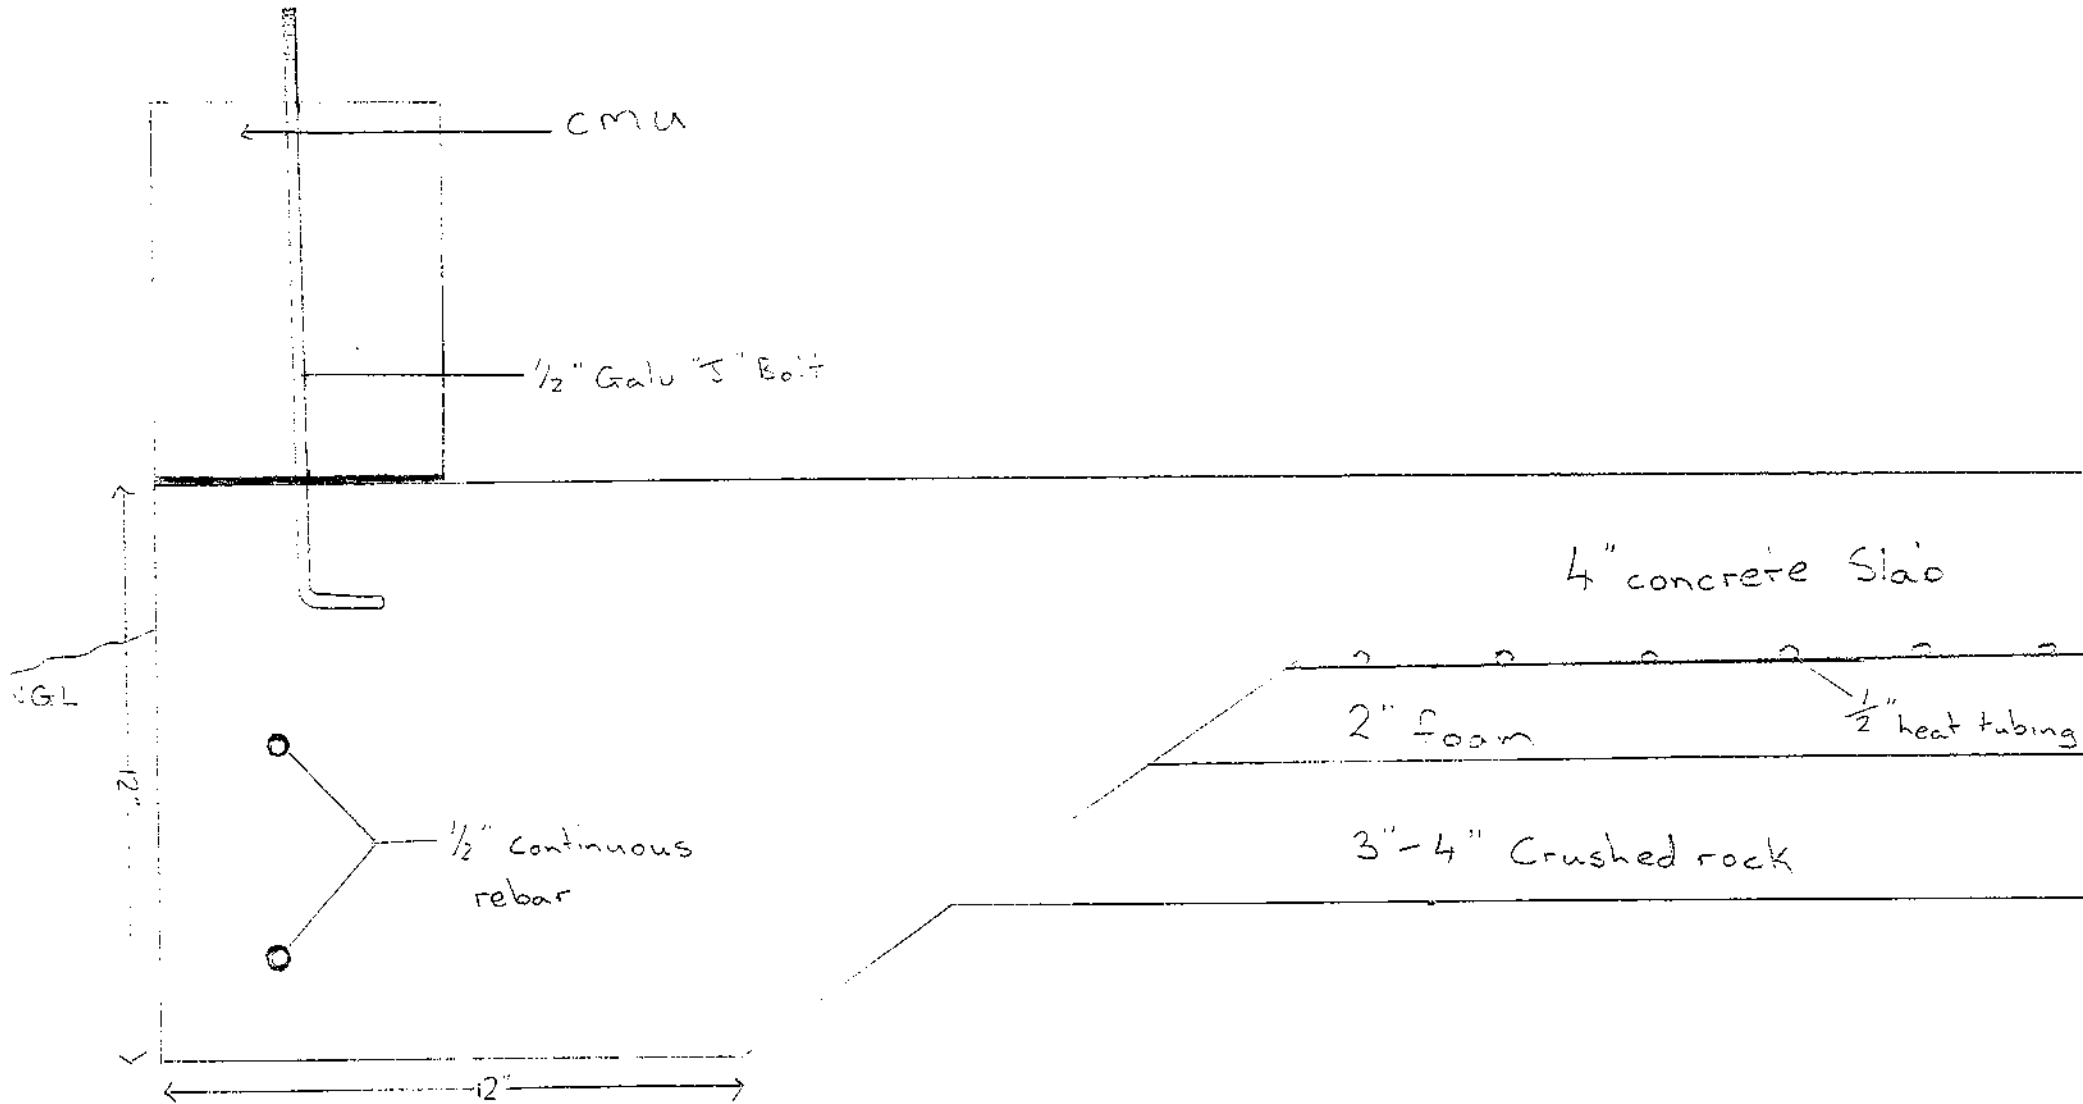 CMU
1/2" Galv "J" Bolt
4" concrete Slab
1/2" heat tubing
2" foam
12"
1/2" continuous
rebar
3"-4" Crushed rock
12"